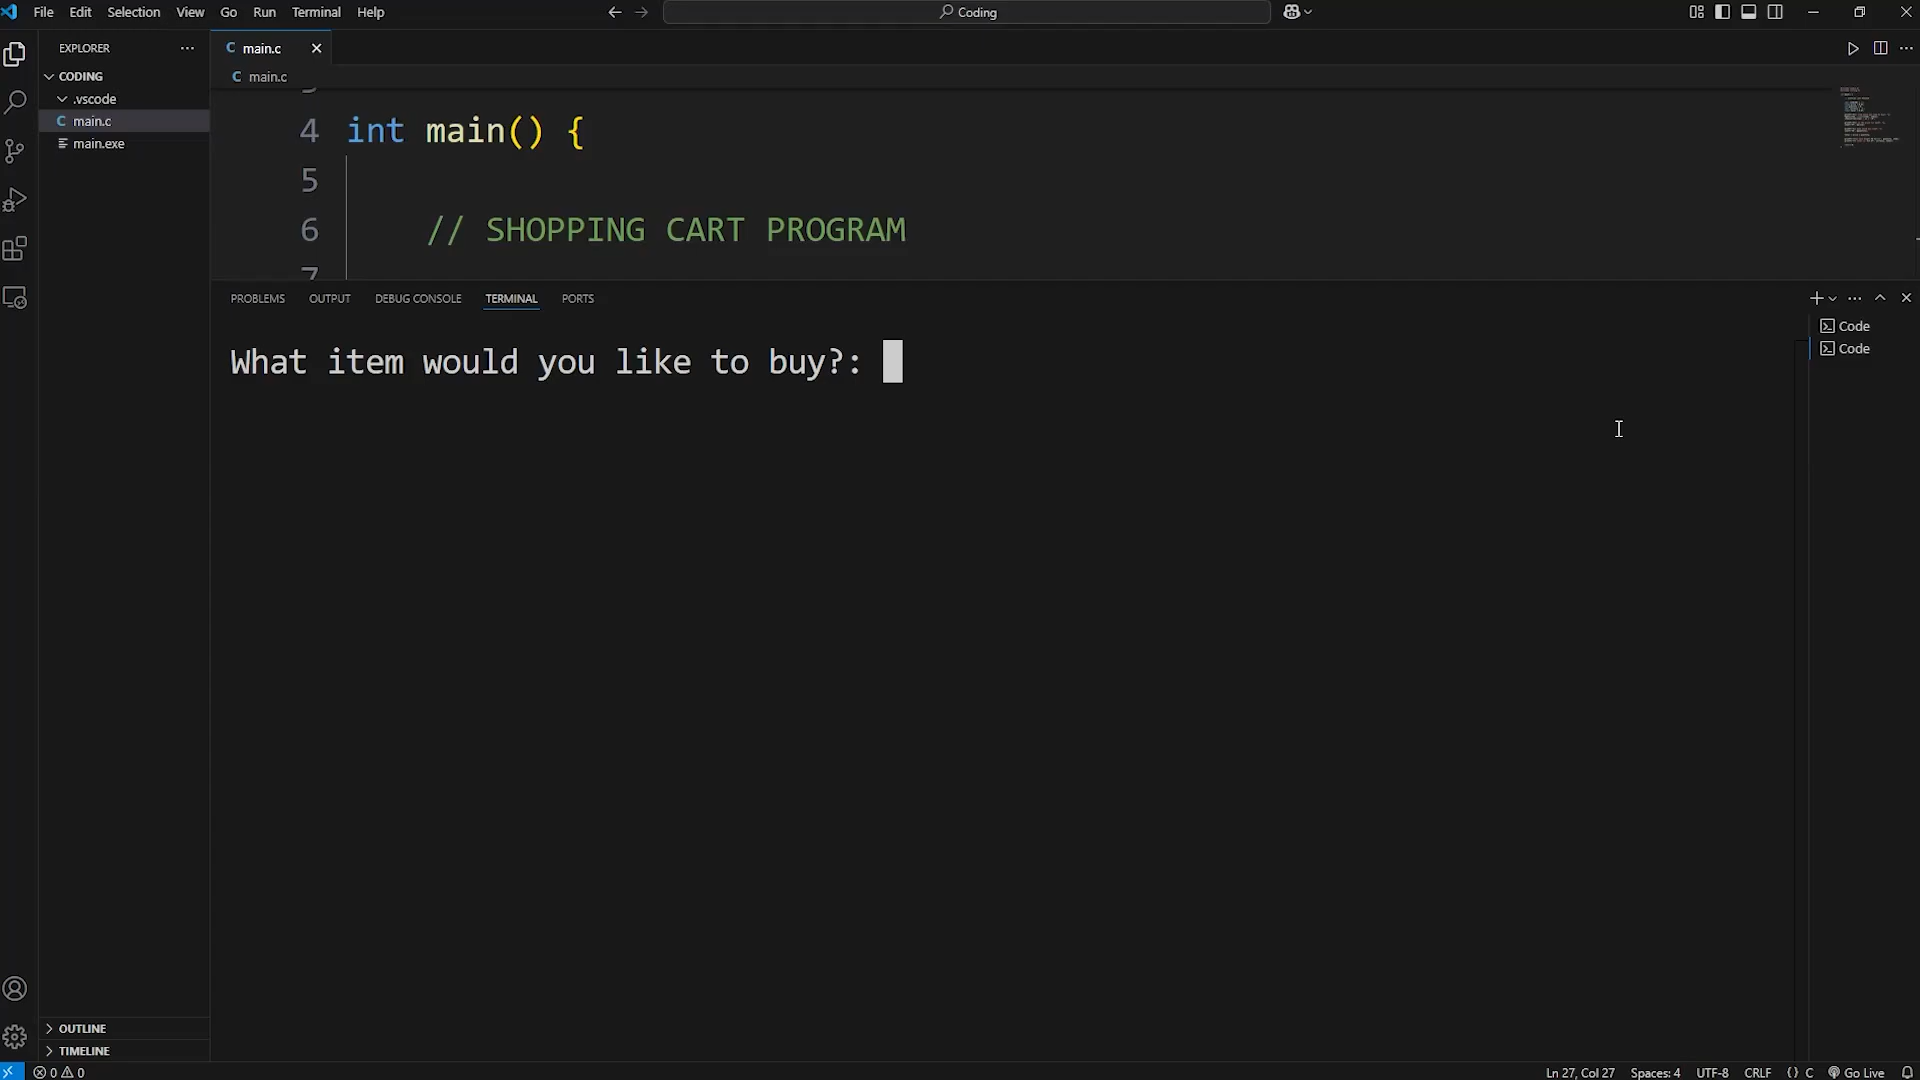 File Edit Selection View Go Run Terminal Help
Coding
EXPLORER
CODING
.vscode
C main.c
main.exe
OUTLINE
TIMELINE
C main.c
C main.c
4 int main() {
5
6 // SHOPPING CART PROGRAM
7
PROBLEMS OUTPUT DEBUG CONSOLE TERMINAL PORTS
What item would you like to buy?:
Code
Code
0 0
Ln 27, Col 27 Spaces: 4 UTF-8 CRLF {} C Go Live